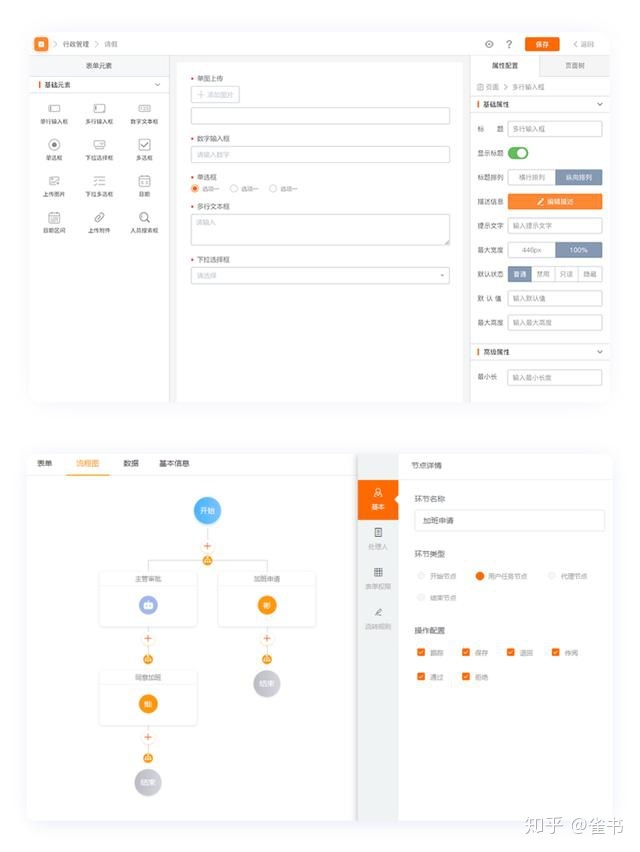 行政管理 请假 ? 保存 返回
表单元素
基础元素
单行输入框 多行输入框 数字文本框
单选框 下拉选择框 多选框
上传图片 下拉多选框 日期
日期区间 上传附件 人员搜索框
单图上传
添加图片
数字输入框
请输入数字
单选框
选项一 选项一 选项一
多行文本框
请输入
下拉选择框
请选择
属性配置 页面树
页面 多行输入框
基础属性
标 题 多行输入框
显示标题
标题排列 横行排列 纵向排列
描述信息 编辑描述
提示文字 输入提示文字
最大宽度 446px 100%
默认状态 普通 禁用 只读 隐藏
默 认 值 输入默认值
最大高度 输入最大高度
高级属性
最小长 输入最小长度
表单 流程图 数据 基本信息
开始
主管审批 加班申请
同意加班
结束
结束
基本
处理人
表单权限
流转规则
节点详情
环节名称
加班申请
环节类型
开始节点 用户任务节点 代理节点
结束节点
操作配置
跟踪 保存 退回 传阅
通过 拒绝
知乎 @雀书